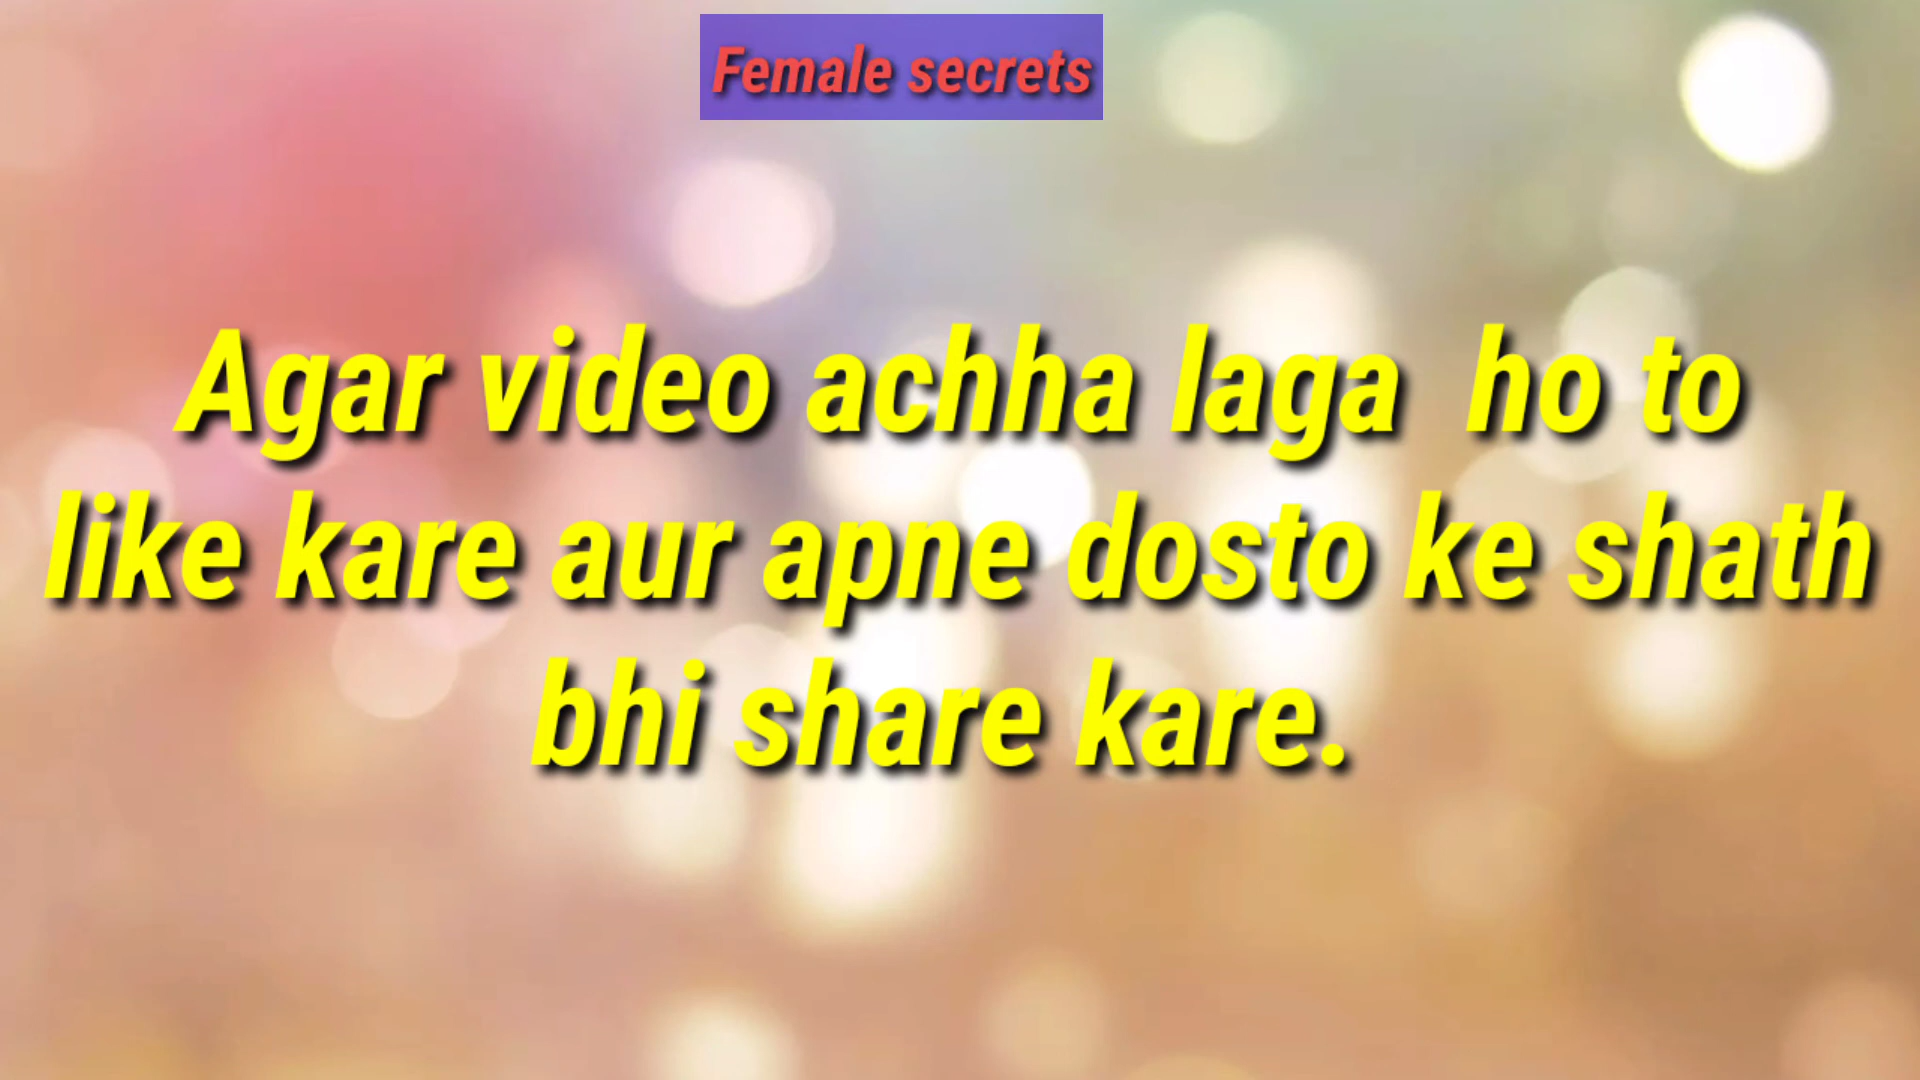 Female secrets
Agar video achha laga  ho to
like kare aur apne dosto ke shath
bhi share kare.